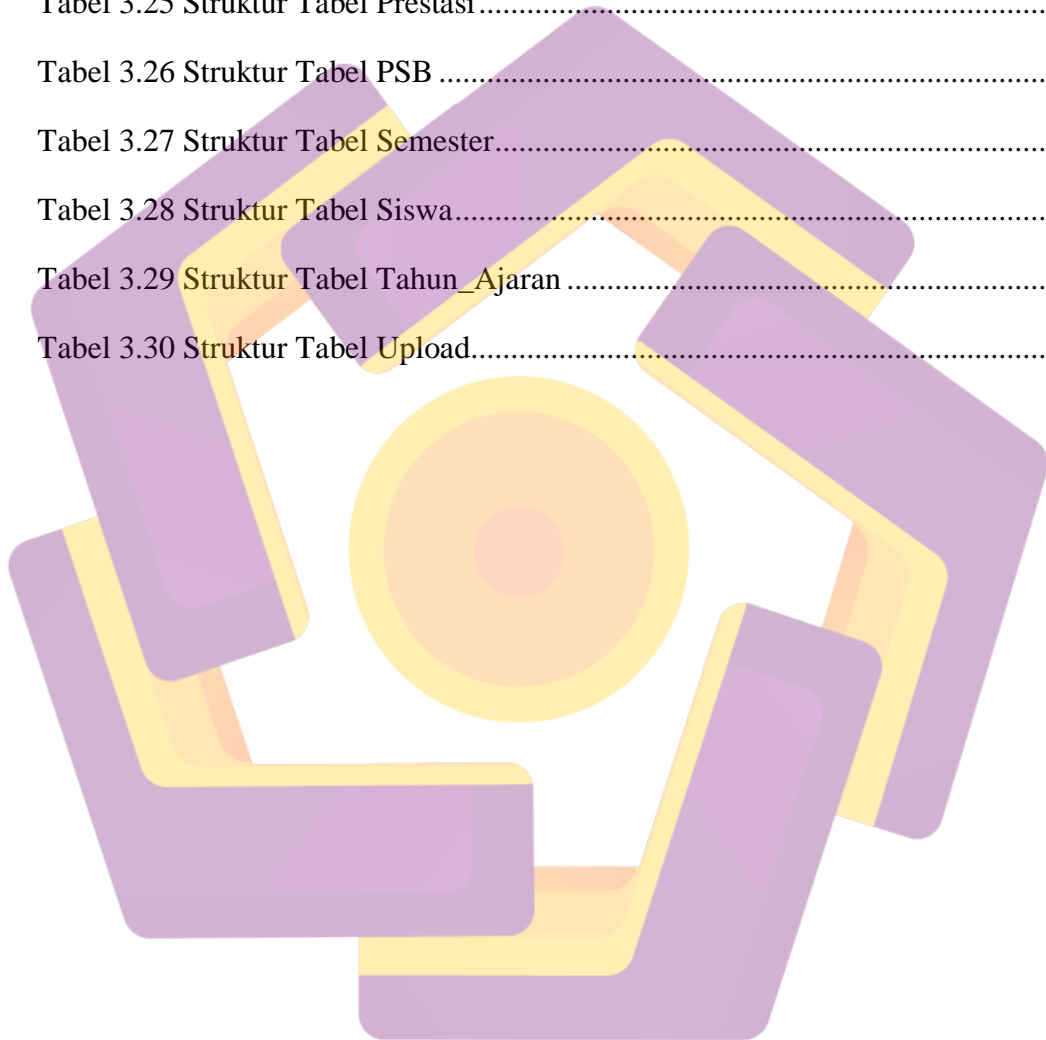 Tabel 3.25 Struktur Tabel Prestasi........................................................................
Tabel 3.26 Struktur Tabel PSB ............................................................................
Tabel 3.27 Struktur Tabel Semester.....................................................................
Tabel 3.28 Struktur Tabel Siswa..........................................................................
Tabel 3.29 Struktur Tabel Tahun_Ajaran ............................................................
Tabel 3.30 Struktur Tabel Upload........................................................................